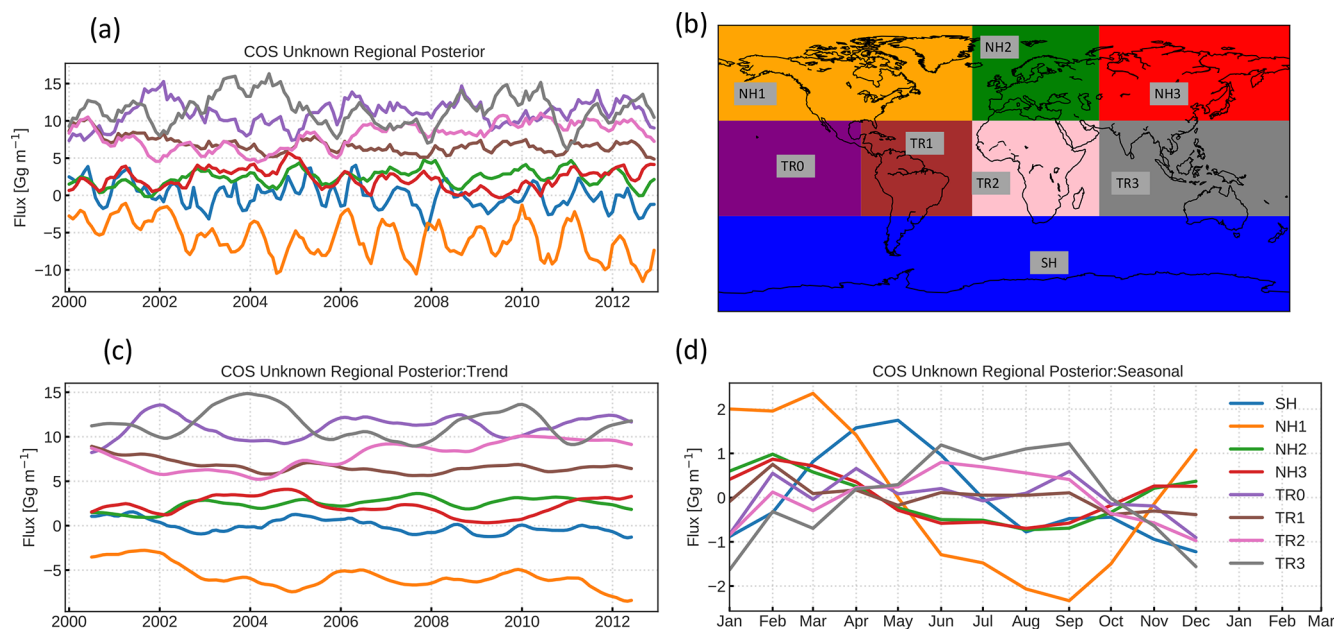 (a)
COS Unknown Regional Posterior
Flux [Gg m⁻¹]
15
10
5
0
−5
−10
2000 2002 2004 2006 2008 2010 2012
(b)
NH1
NH2
NH3
TR0
TR1
TR2
TR3
SH
(c)
COS Unknown Regional Posterior:Trend
Flux [Gg m⁻¹]
15
10
5
0
−5
2000 2002 2004 2006 2008 2010 2012
(d)
COS Unknown Regional Posterior:Seasonal
Flux [Gg m⁻¹]
2
1
0
−1
−2
Jan Feb Mar Apr May Jun Jul Aug Sep Oct Nov Dec Jan Feb Mar
SH
NH1
NH2
NH3
TR0
TR1
TR2
TR3